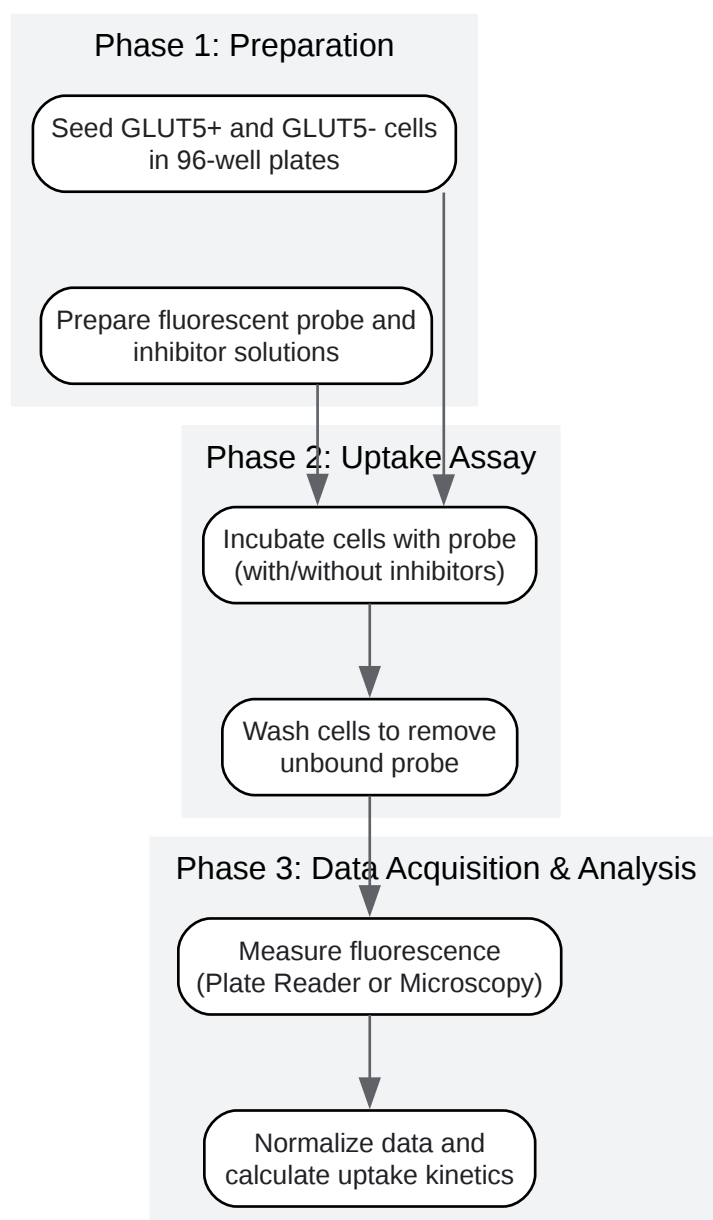 Phase 1: Preparation
Seed GLUT5+ and GLUT5- cells
in 96-well plates
Prepare fluorescent probe and
inhibitor solutions
Phase 2: Uptake Assay
Incubate cells with probe
(with/without inhibitors)
Wash cells to remove
unbound probe
Phase 3: Data Acquisition & Analysis
Measure fluorescence
(Plate Reader or Microscopy)
Normalize data and
calculate uptake kinetics